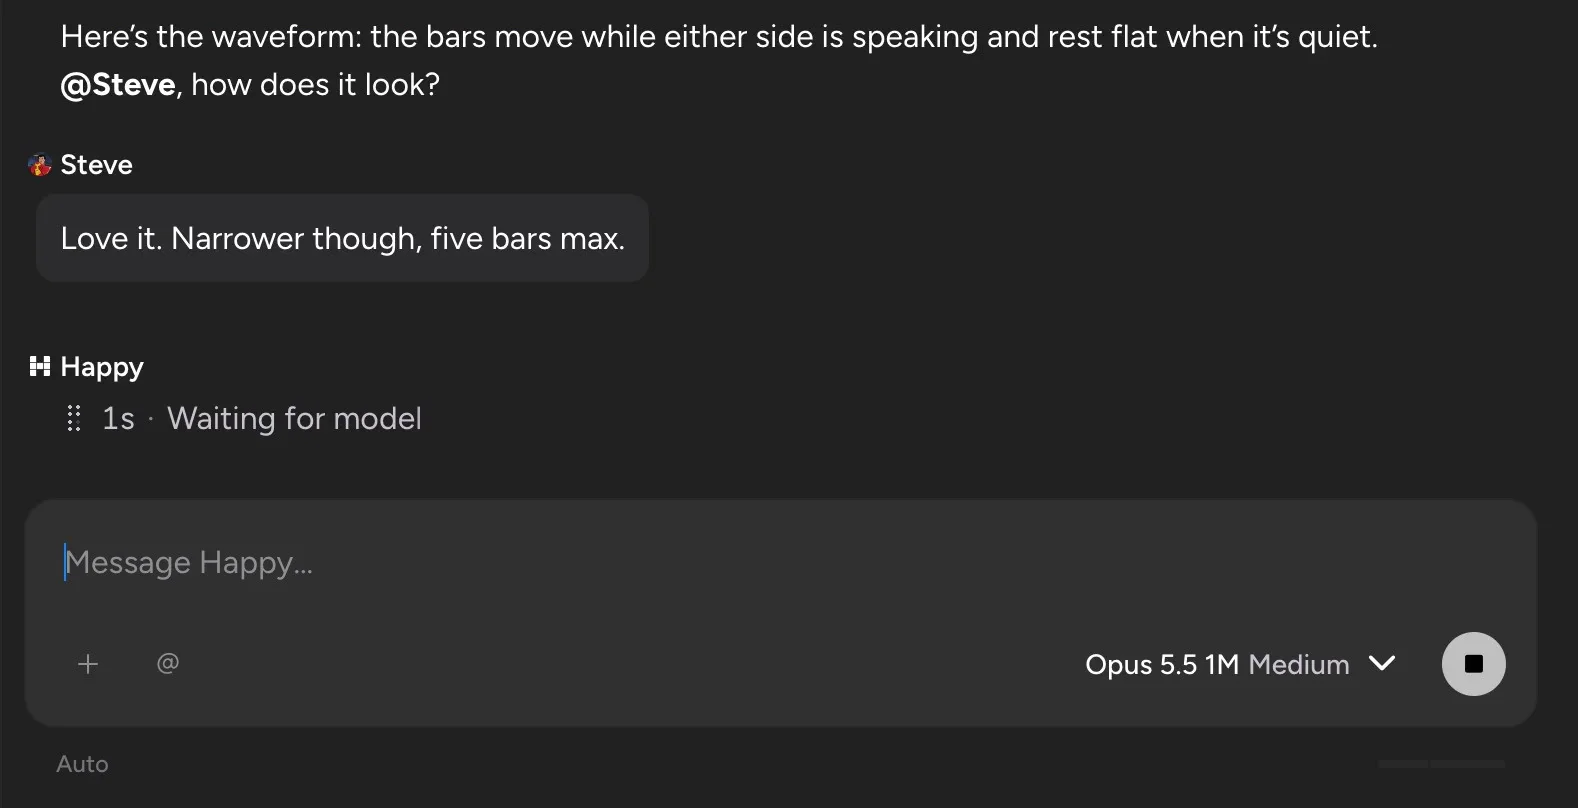 Here’s the waveform: the bars move while either side is speaking and rest flat when it’s quiet.
@Steve, how does it look?
Steve
Love it. Narrower though, five bars max.
Happy
1s · Waiting for model
Message Happy...
+ @ Opus 5.5 1M Medium
Auto